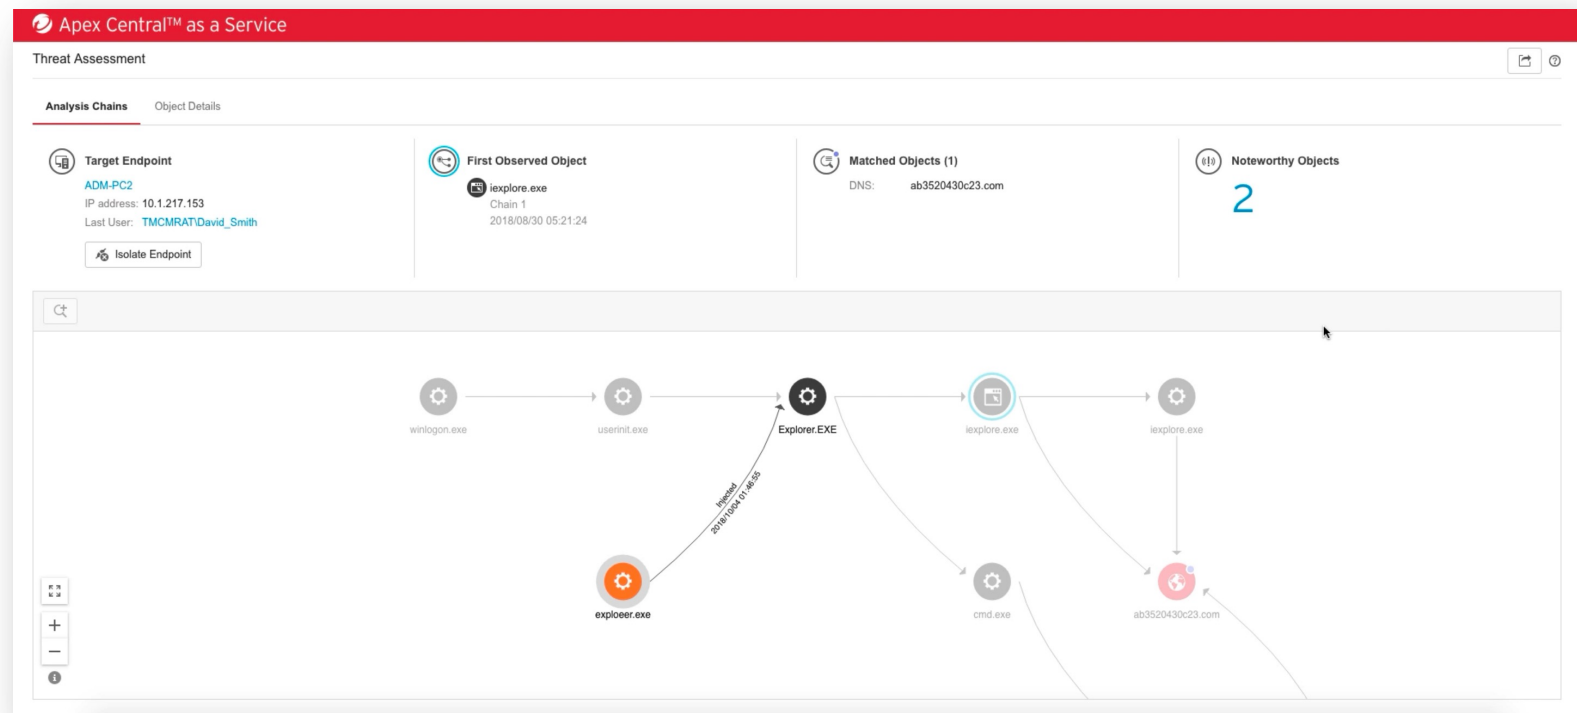 Apex Central™ as a Service
Threat Assessment
Analysis Chains
Object Details
Target Endpoint
ADM-PC2
IP address: 10.1.217.153
Last User: TMCMRAT\David_Smith
Isolate Endpoint
First Observed Object
iexplore.exe
Chain 1
2018/08/30 05:21:24
Matched Objects (1)
DNS: ab3520430c23.com
Noteworthy Objects
2
winlogon.exe
userinit.exe
Explorer.EXE
iexplore.exe
iexplore.exe
Injected
2018/10/04 01:46:55
exploeer.exe
cmd.exe
ab3520430c23.com